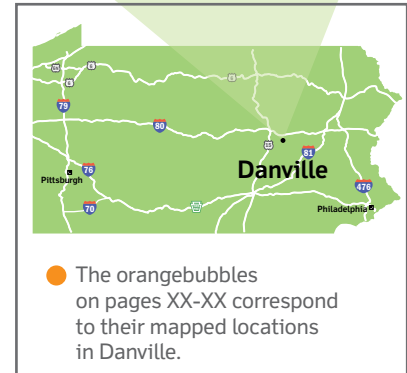 6
6
6
79
80
15
81
Danville
76
Pittsburgh
476
70
Philadelphia
The orangebubbles
on pages XX-XX correspond
to their mapped locations
in Danville.